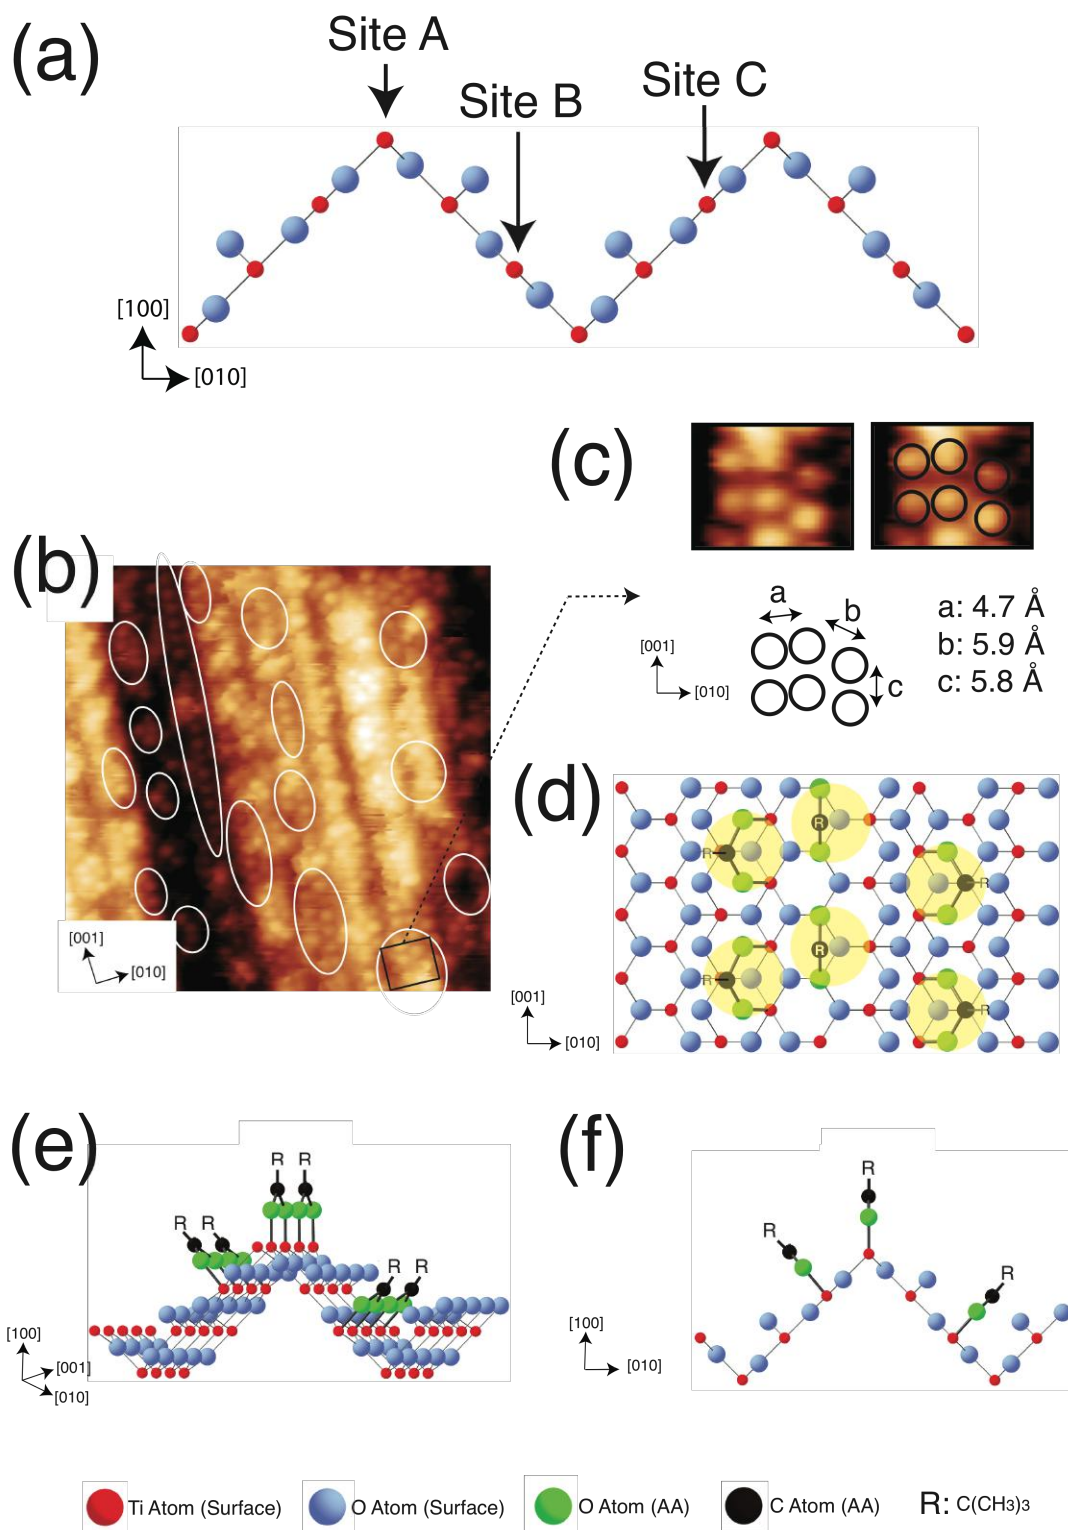 (a)
Site A
Site B
Site C
[100]
[010]
(b)
[001]
[010]
(c)
a
b
c
[001]
[010]
a: 4.7 Å
b: 5.9 Å
c: 5.8 Å
(d)
R
R
R
R
R
R
[001]
[010]
(e)
R R
R R
R R
[100]
[001]
[010]
(f)
R
R
R
[100]
[010]
Ti Atom (Surface) O Atom (Surface) O Atom (AA) C Atom (AA) R: C(CH₃)₃